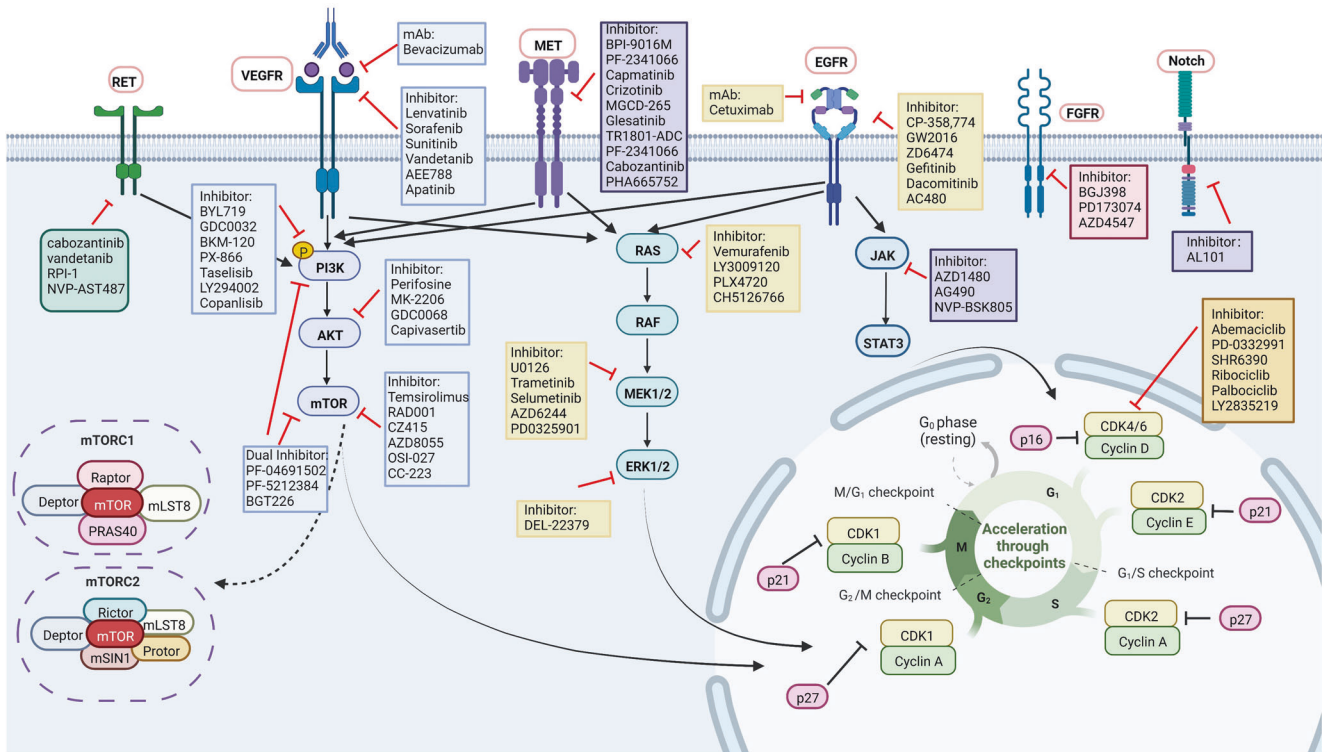 RET
cabozantinib
vandetanib
RPI-1
NVP-AST487
VEGFR
mAb:
Bevacizumab
Inhibitor:
Lenvatinib
Sorafenib
Sunitinib
Vandetanib
AEE788
Apatinib
MET
Inhibitor:
BPI-9016M
PF-2341066
Capmatinib
Crizotinib
MGCD-265
Glesatinib
TR1801-ADC
PF-2341066
Cabozantinib
PHA665752
EGFR
mAb:
Cetuximab
Inhibitor:
CP-358,774
GW2016
ZD6474
Gefitinib
Dacomitinib
AC480
FGFR
Inhibitor:
BGJ398
PD173074
AZD4547
Notch
Inhibitor:
AL101
Inhibitor:
BYL719
GDC0032
BKM-120
PX-866
Taselisib
LY294002
Copanlisib
P
PI3K
AKT
mTOR
Inhibitor:
Perifosine
MK-2206
GDC0068
Capivasertib
Inhibitor:
Temsirolimus
RAD001
CZ415
AZD8055
OSI-027
CC-223
Dual Inhibitor:
PF-04691502
PF-5212384
BGT226
RAS
RAF
MEK1/2
ERK1/2
Inhibitor:
Vemurafenib
LY3009120
PLX4720
CH5126766
Inhibitor:
U0126
Trametinib
Selumetinib
AZD6244
PD0325901
Inhibitor:
DEL-22379
JAK
STAT3
Inhibitor:
AZD1480
AG490
NVP-BSK805
Inhibitor:
Abemaciclib
PD-0332991
SHR6390
Ribociclib
Palbociclib
LY2835219
mTORC1
Raptor
Deptor
mTOR
mLST8
PRAS40
mTORC2
Rictor
Deptor
mTOR
mLST8
mSIN1
Protor
G0 phase
(resting)
p16
CDK4/6
Cyclin D
M/G1 checkpoint
G1
CDK2
Cyclin E
p21
CDK1
Cyclin B
p21
M
Acceleration
through
checkpoints
G1/S checkpoint
G2/M checkpoint
G2
S
CDK2
Cyclin A
p27
CDK1
Cyclin A
p27